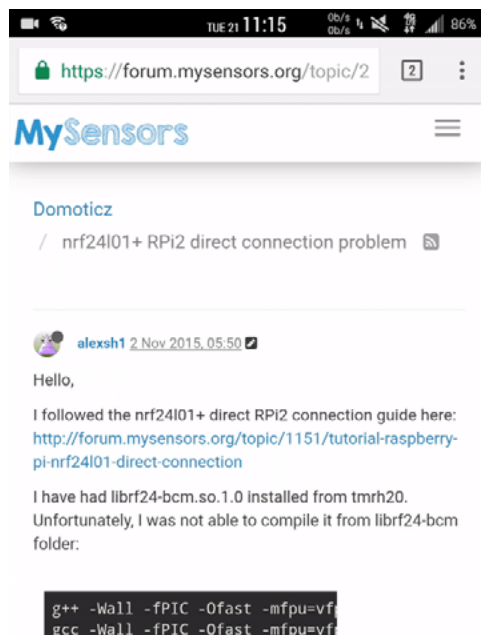 TUE 21 11:15
0b/s
0b/s
4G
86%
https://forum.mysensors.org/topic/2
2
MySensors
Domoticz
/ nrf24l01+ RPi2 direct connection problem
alexsh1 2 Nov 2015, 05:50
Hello,
I followed the nrf24l01+ direct RPi2 connection guide here:
http://forum.mysensors.org/topic/1151/tutorial-raspberry-
pi-nrf24l01-direct-connection
I have had librf24-bcm.so.1.0 installed from tmrh20.
Unfortunately, I was not able to compile it from librf24-bcm
folder:
g++ -Wall -fPIC -Ofast -mfpu=vf
gcc -Wall -fPIC -Ofast -mfpu=vf